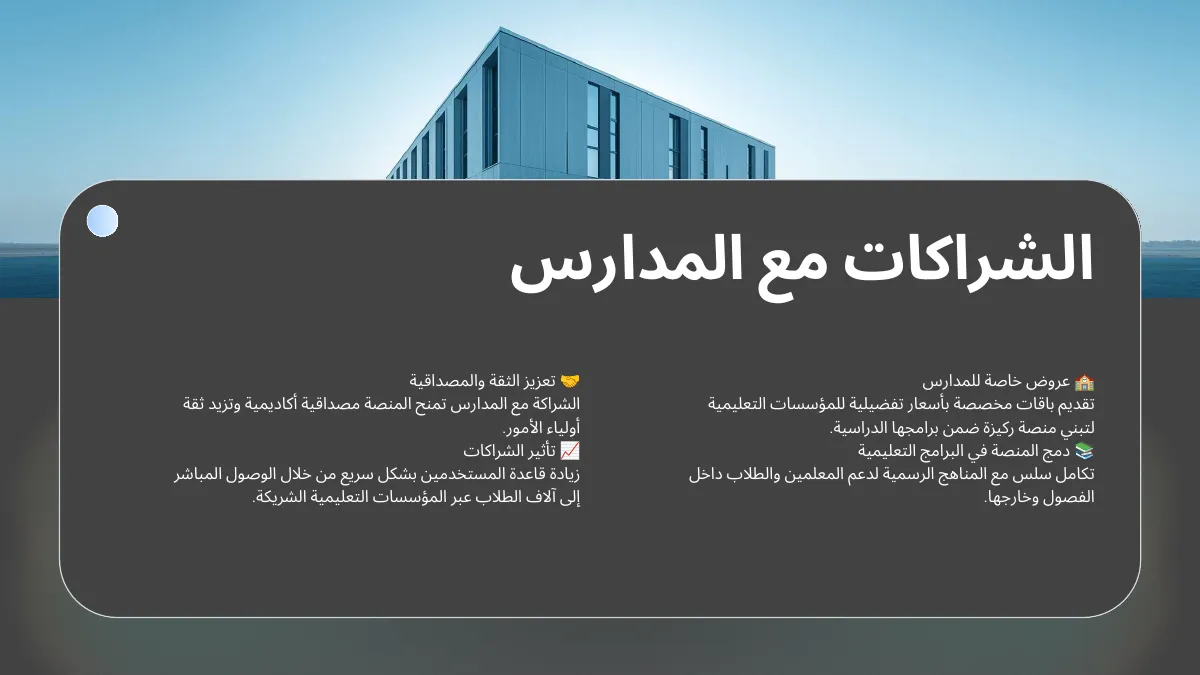 الشراكات مع المدارس
🏫 عروض خاصة للمدارس
تقديم باقات مخصصة بأسعار تفضيلية للمؤسسات التعليمية
لتبني منصة ركيزة ضمن برامجها الدراسية.
📚 دمج المنصة في البرامج التعليمية
تكامل سلس مع المناهج الرسمية لدعم المعلمين والطلاب داخل
الفصول وخارجها.
🤝 تعزيز الثقة والمصداقية
الشراكة مع المدارس تمنح المنصة مصداقية أكاديمية وتزيد ثقة
أولياء الأمور.
📈 تأثير الشراكات
زيادة قاعدة المستخدمين بشكل سريع من خلال الوصول المباشر
إلى آلاف الطلاب عبر المؤسسات التعليمية الشريكة.